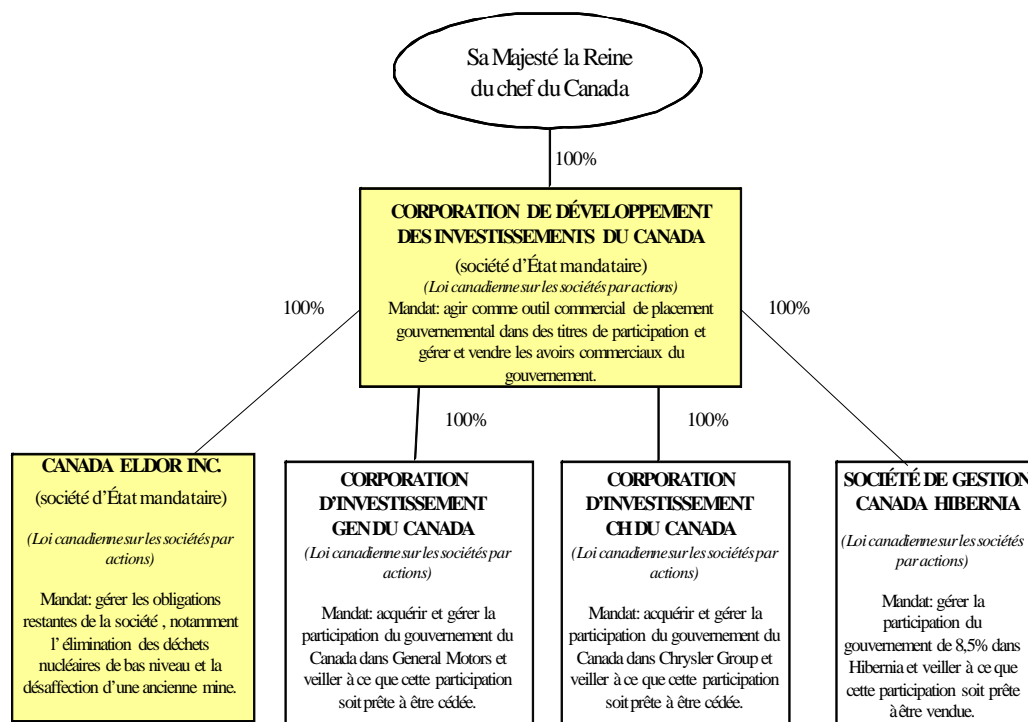 Sa Majesté la Reine
du chef du Canada
100%
CORPORATION DE DÉVELOPPEMENT
DES INVESTISSEMENTS DU CANADA
(société d'État mandataire)
(Loi canadienne sur les sociétés par actions)
Mandat: agir comme outil commercial de placement
gouvernemental dans des titres de participation et
gérer et vendre les avoirs commerciaux du
gouvernement.
100%
100%
100%
100%
CANADA ELDOR INC.
(société d'État mandataire)
(Loi canadienne sur les sociétés par
actions)
Mandat: gérer les obligations
restantes de la société , notamment
l' élimination des déchets
nucléaires de bas niveau et la
désaffection d'une ancienne mine.
CORPORATION
D'INVESTISSEMENT
GEN DU CANADA
(Loi canadienne sur les sociétés par
actions)
Mandat: acquérir et gérer la
participation du gouvernement du
Canada dans General Motors et
veiller à ce que cette participation
soit prête à être cédée.
CORPORATION
D'INVESTISSEMENT
CH DU CANADA
(Loi canadienne sur les sociétés par
actions)
Mandat: acquérir et gérer la
participation du gouvernement du
Canada dans Chrysler Group et
veiller à ce que cette participation
soit prête à être cédée.
SOCIÉTÉ DE GESTION
CANADA HIBERNIA
(Loi canadienne sur les sociétés
par actions)
Mandat: gérer la
participation du
gouvernement de 8,5% dans
Hibernia et veiller à ce que
cette participation soit prête
à être vendue.